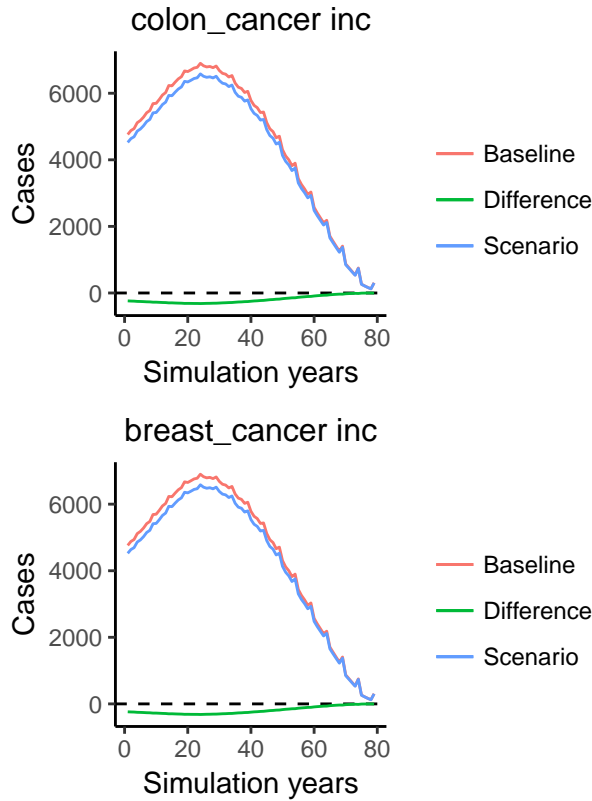 colon_cancer inc
6000
4000
2000
0
Cases
0 20 40 60 80
Simulation years
Baseline
Difference
Scenario
breast_cancer inc
6000
4000
2000
0
Cases
0 20 40 60 80
Simulation years
Baseline
Difference
Scenario